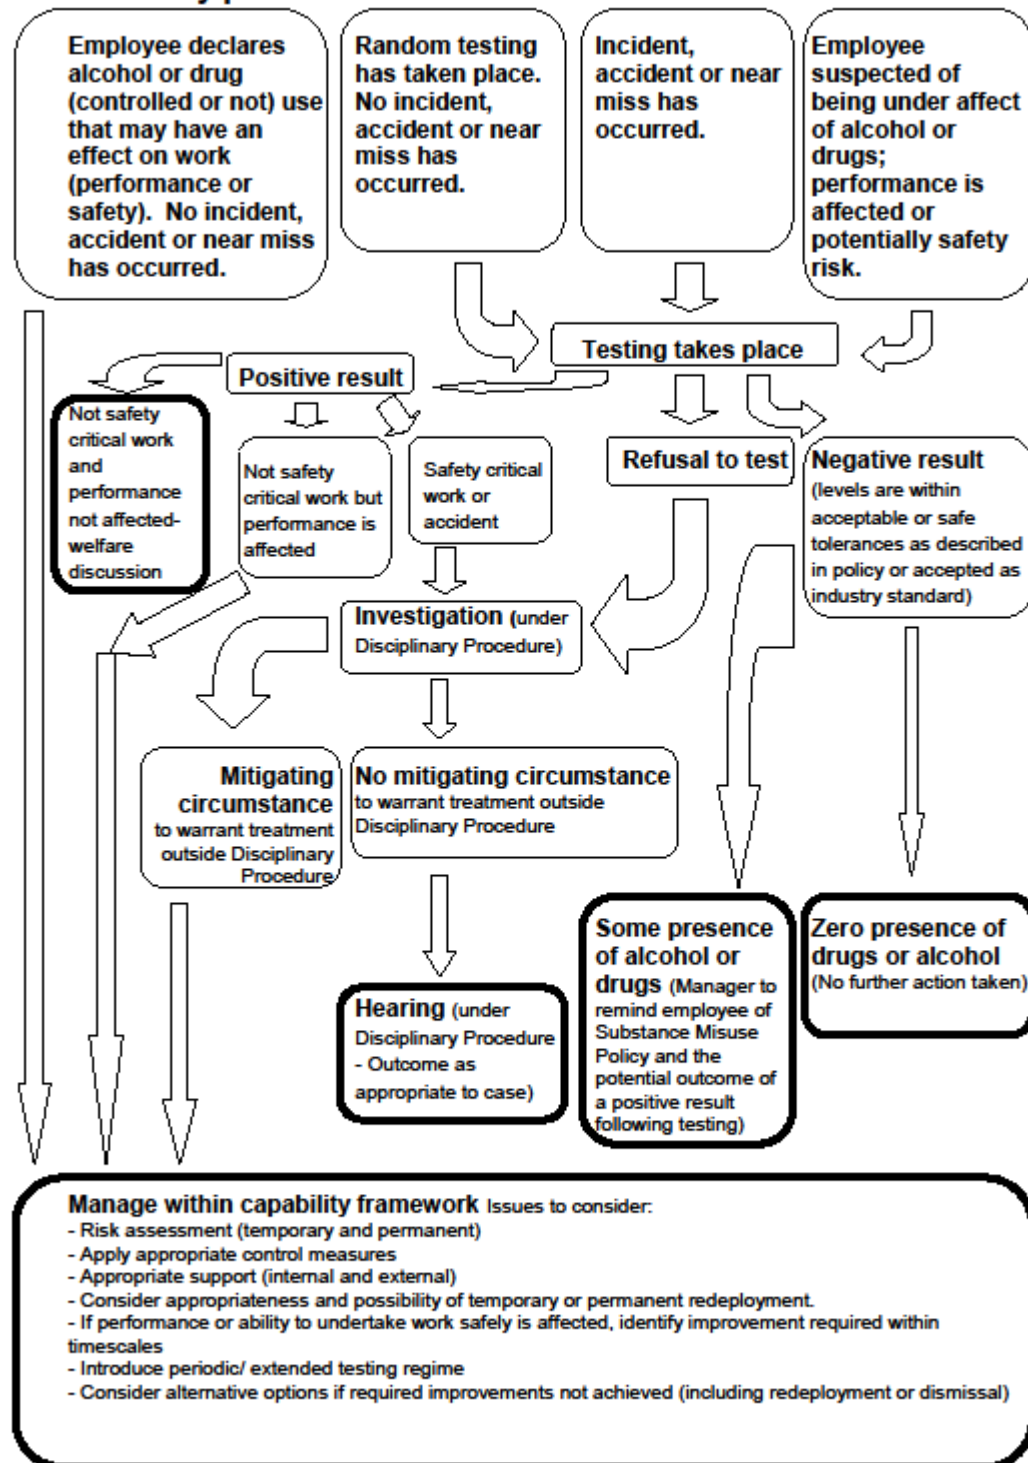 Employee declares
alcohol or drug
(controlled or not) use
that may have an
effect on work
(performance or
safety).  No incident,
accident or near miss
has occurred.
Random testing
has taken place.
No incident,
accident or near
miss has
occurred.
Incident,
accident or near
miss has
occurred.
Employee
suspected of
being under affect
of alcohol or
drugs;
performance is
affected or
potentially safety
risk.
Testing takes place
Positive result
Not safety
critical work
and
performance
not affected-
welfare
discussion
Not safety
critical work but
performance is
affected
Safety critical
work or
accident
Refusal to test
Negative result
(levels are within
acceptable or safe
tolerances as described
in policy or accepted as
industry standard)
Investigation (under
Disciplinary Procedure)
Mitigating
circumstance
to warrant treatment
outside Disciplinary
Procedure
No mitigating circumstance
to warrant treatment outside
Disciplinary Procedure
Hearing (under
Disciplinary Procedure
- Outcome as
appropriate to case)
Some presence
of alcohol or
drugs (Manager to
remind employee of
Substance Misuse
Policy and the
potential outcome of
a positive result
following testing)
Zero presence of
drugs or alcohol
(No further action taken)
Manage within capability framework Issues to consider:
- Risk assessment (temporary and permanent)
- Apply appropriate control measures
- Appropriate support (internal and external)
- Consider appropriateness and possibility of temporary or permanent redeployment.
- If performance or ability to undertake work safely is affected, identify improvement required within
timescales
- Introduce periodic/ extended testing regime
- Consider alternative options if required improvements not achieved (including redeployment or dismissal)